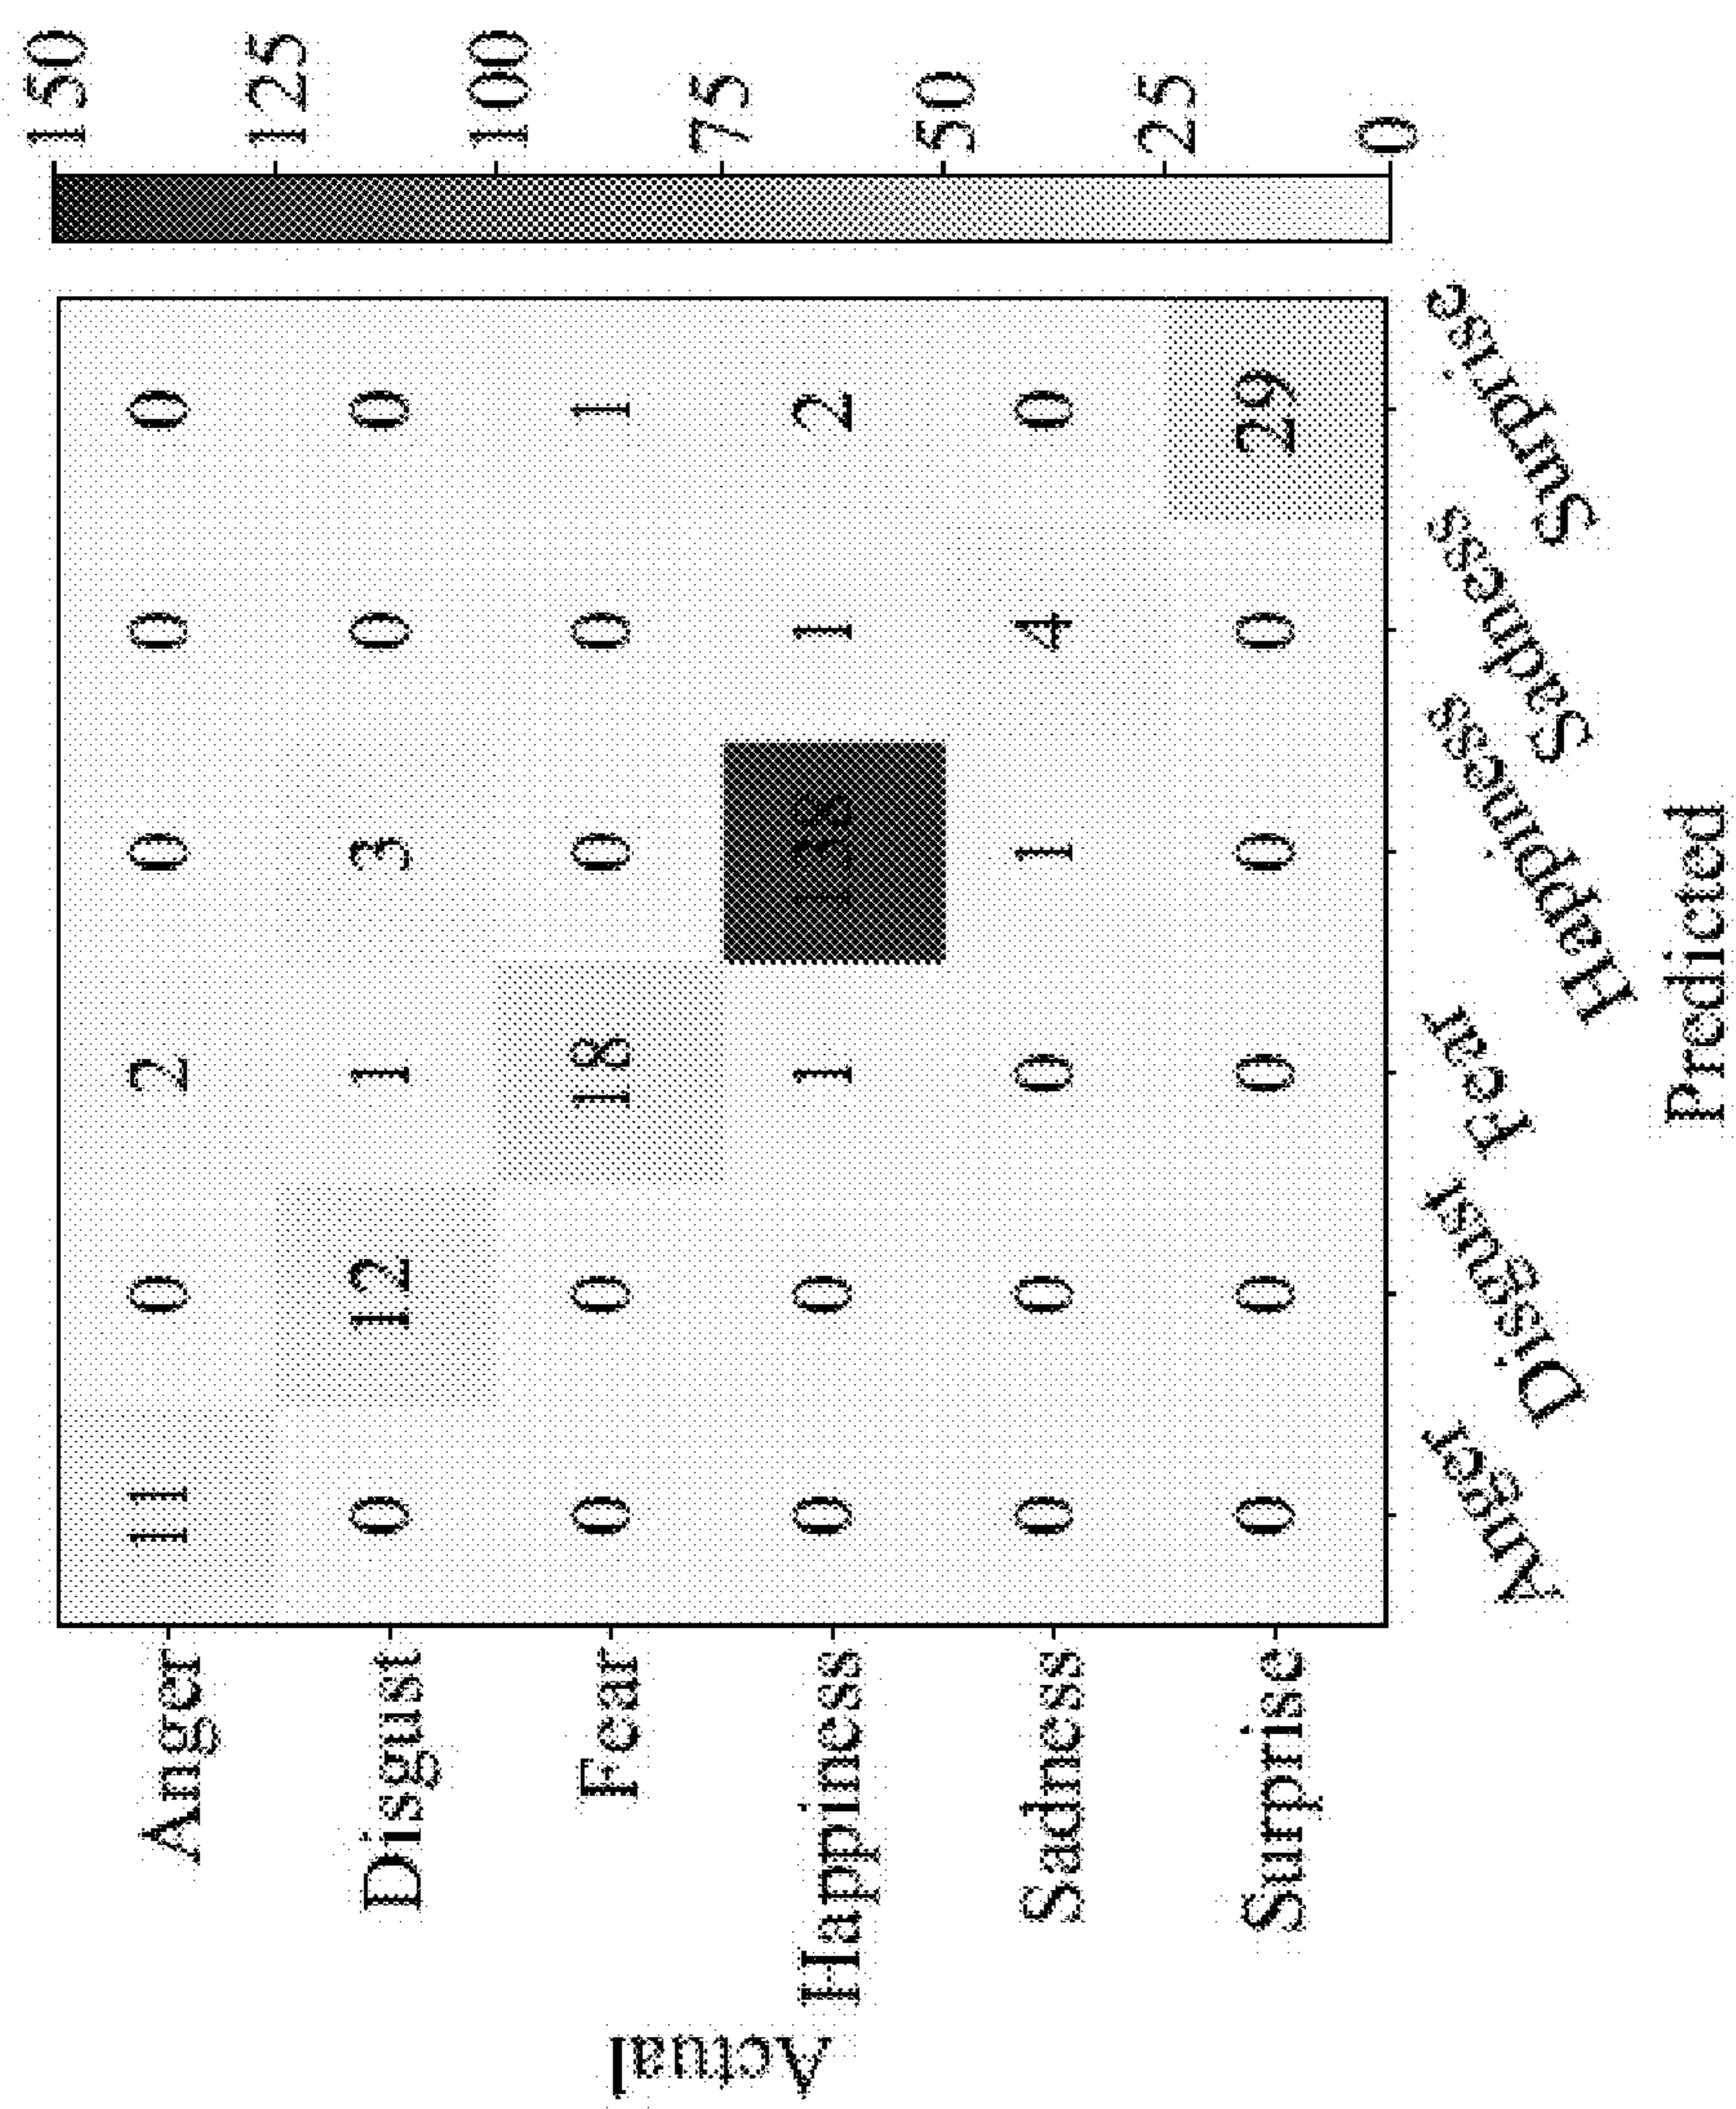 Actual
Anger 11 0 2 0 0 0
Disgust 0 12 1 3 0 0
Fear 0 0 18 0 0 1
Happiness 0 0 1 138 1 2
Sadness 0 0 0 1 4 0
Surprise 0 0 0 0 0 29
Anger Disgust Fear Happiness Sadness Surprise
Predicted
150
125
100
75
50
25
0